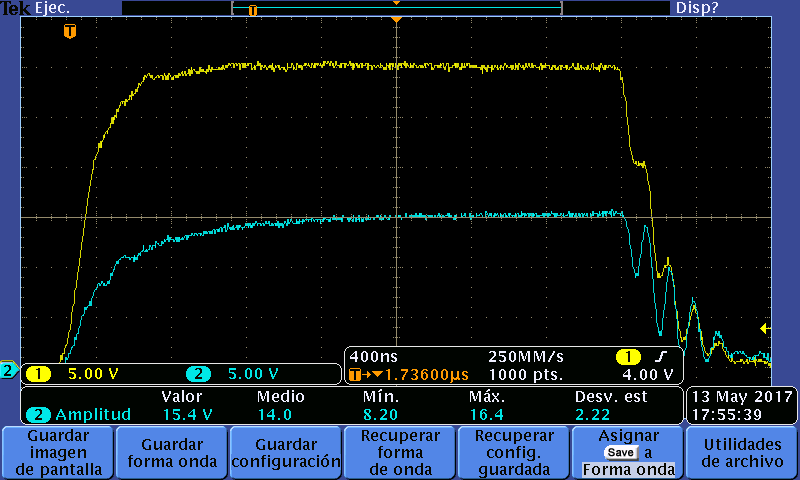 Tek Ejec. Disp?
T
T
2
1 5.00 V 2 5.00 V
400ns 250MM/s 1
T→▼1.73600µs 1000 pts. 4.00 V
Valor Medio Mín. Máx. Desv. est
2 Amplitud 15.4 V 14.0 8.20 16.4 2.22
13 May 2017
17:55:39
Guardar
imagen
de pantalla
Guardar
forma onda
Guardar
configuración
Recuperar
forma
de onda
Recuperar
config.
guardada
Asignar
Save a
Forma onda
Utilidades
de archivo